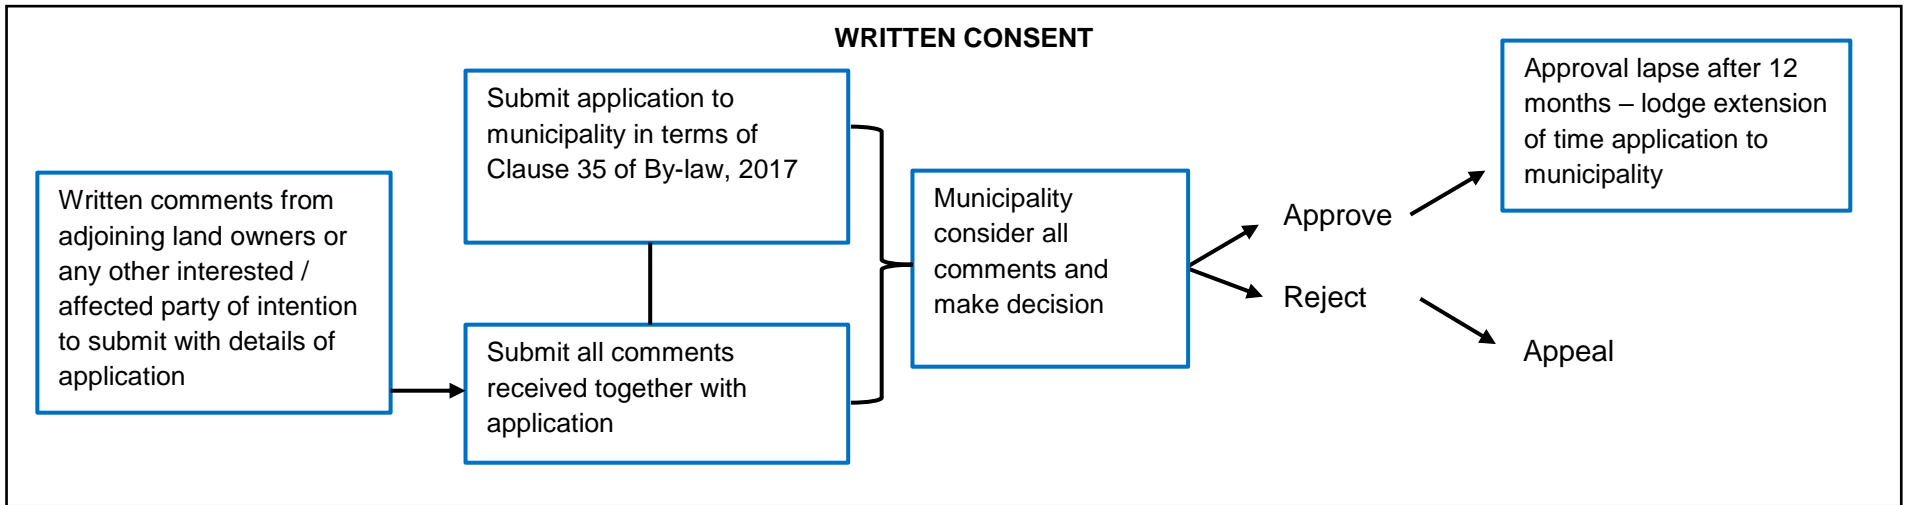 WRITTEN CONSENT
Written comments from
adjoining land owners or
any other interested /
affected party of intention
to submit with details of
application
Submit application to
municipality in terms of
Clause 35 of By-law, 2017
Submit all comments
received together with
application
Municipality
consider all
comments and
make decision
Approve
Reject
Approval lapse after 12
months – lodge extension
of time application to
municipality
Appeal